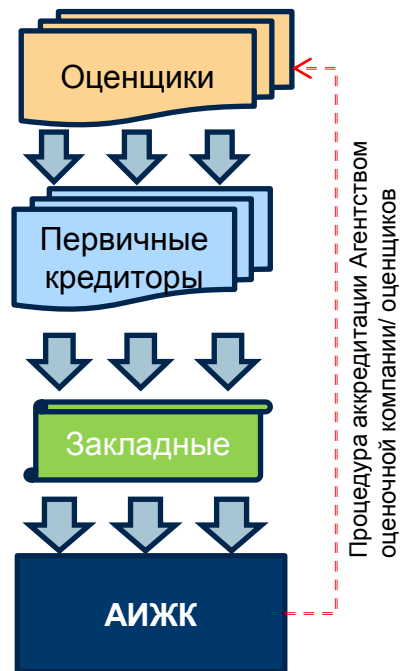 Оценщики
Первичные
кредиторы
Закладные
АИЖК
Процедура аккредитации Агентством
оценочной компании/ оценщиков